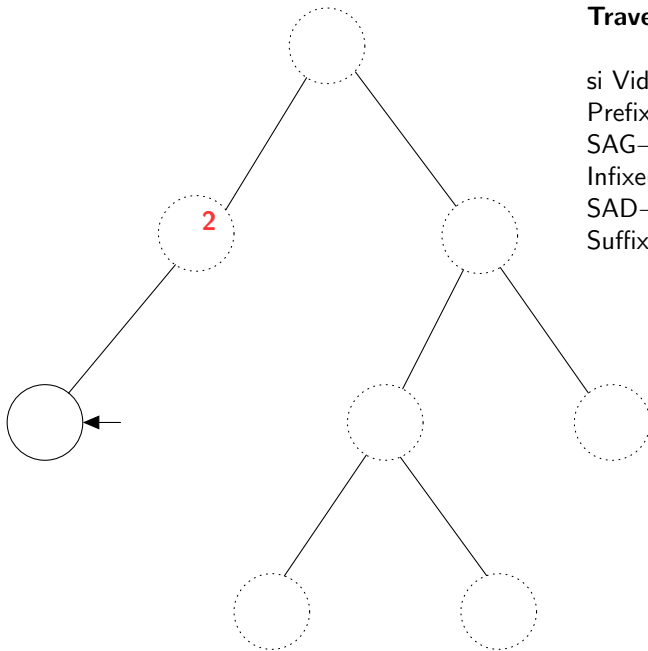 Trave
si Vid
Prefix
SAG–
Infixe
SAD–
Suffix
2